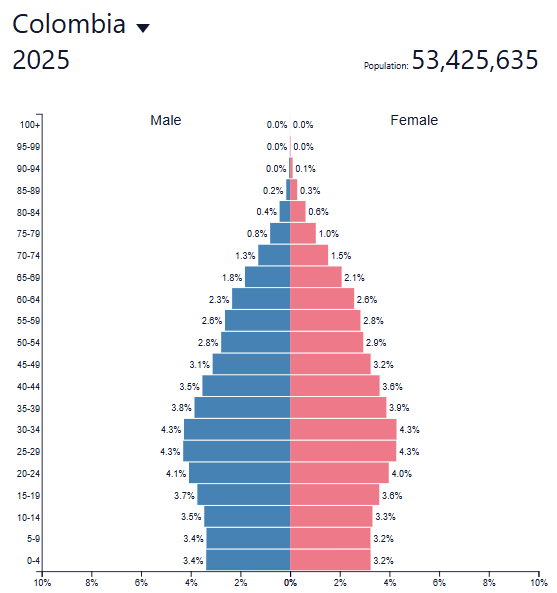 Colombia
2025
Population: 53,425,635
Male Female
100+ 0.0% 0.0%
95-99 0.0% 0.0%
90-94 0.0% 0.1%
85-89 0.2% 0.3%
80-84 0.4% 0.6%
75-79 0.8% 1.0%
70-74 1.3% 1.5%
65-69 1.8% 2.1%
60-64 2.3% 2.6%
55-59 2.6% 2.8%
50-54 2.8% 2.9%
45-49 3.1% 3.2%
40-44 3.5% 3.6%
35-39 3.8% 3.9%
30-34 4.3% 4.3%
25-29 4.3% 4.3%
20-24 4.1% 4.0%
15-19 3.7% 3.6%
10-14 3.5% 3.3%
5-9 3.4% 3.2%
0-4 3.4% 3.2%
10% 8% 6% 4% 2% 0% 2% 4% 6% 8% 10%